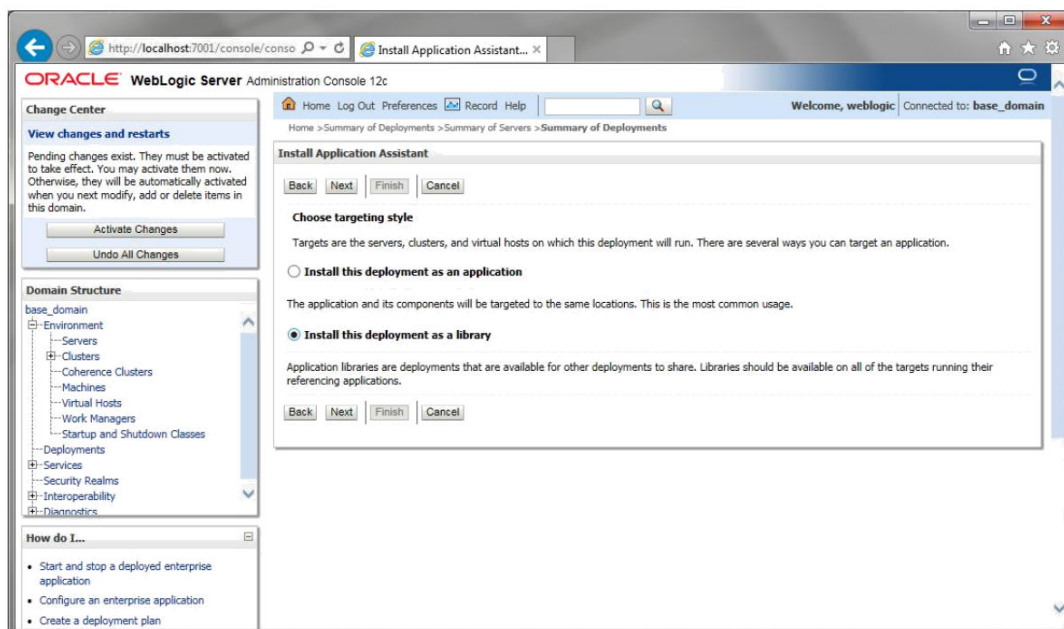 http://localhost:7001/console/conso
Install Application Assistant...
ORACLE WebLogic Server Administration Console 12c
Change Center
View changes and restarts
Pending changes exist. They must be activated
to take effect. You may activate them now.
Otherwise, they will be automatically activated
when you next modify, add or delete items in
this domain.
Activate Changes
Undo All Changes
Domain Structure
base_domain
Environment
Servers
Clusters
Coherence Clusters
Machines
Virtual Hosts
Work Managers
Startup and Shutdown Classes
Deployments
Services
Security Realms
Interoperability
Diagnostics
How do I...
• Start and stop a deployed enterprise
application
• Configure an enterprise application
• Create a deployment plan
Home Log Out Preferences Record Help
Welcome, weblogic Connected to: base_domain
Home >Summary of Deployments >Summary of Servers >Summary of Deployments
Install Application Assistant
Back Next Finish Cancel
Choose targeting style
Targets are the servers, clusters, and virtual hosts on which this deployment will run. There are several ways you can target an application.
Install this deployment as an application
The application and its components will be targeted to the same locations. This is the most common usage.
Install this deployment as a library
Application libraries are deployments that are available for other deployments to share. Libraries should be available on all of the targets running their
referencing applications.
Back Next Finish Cancel